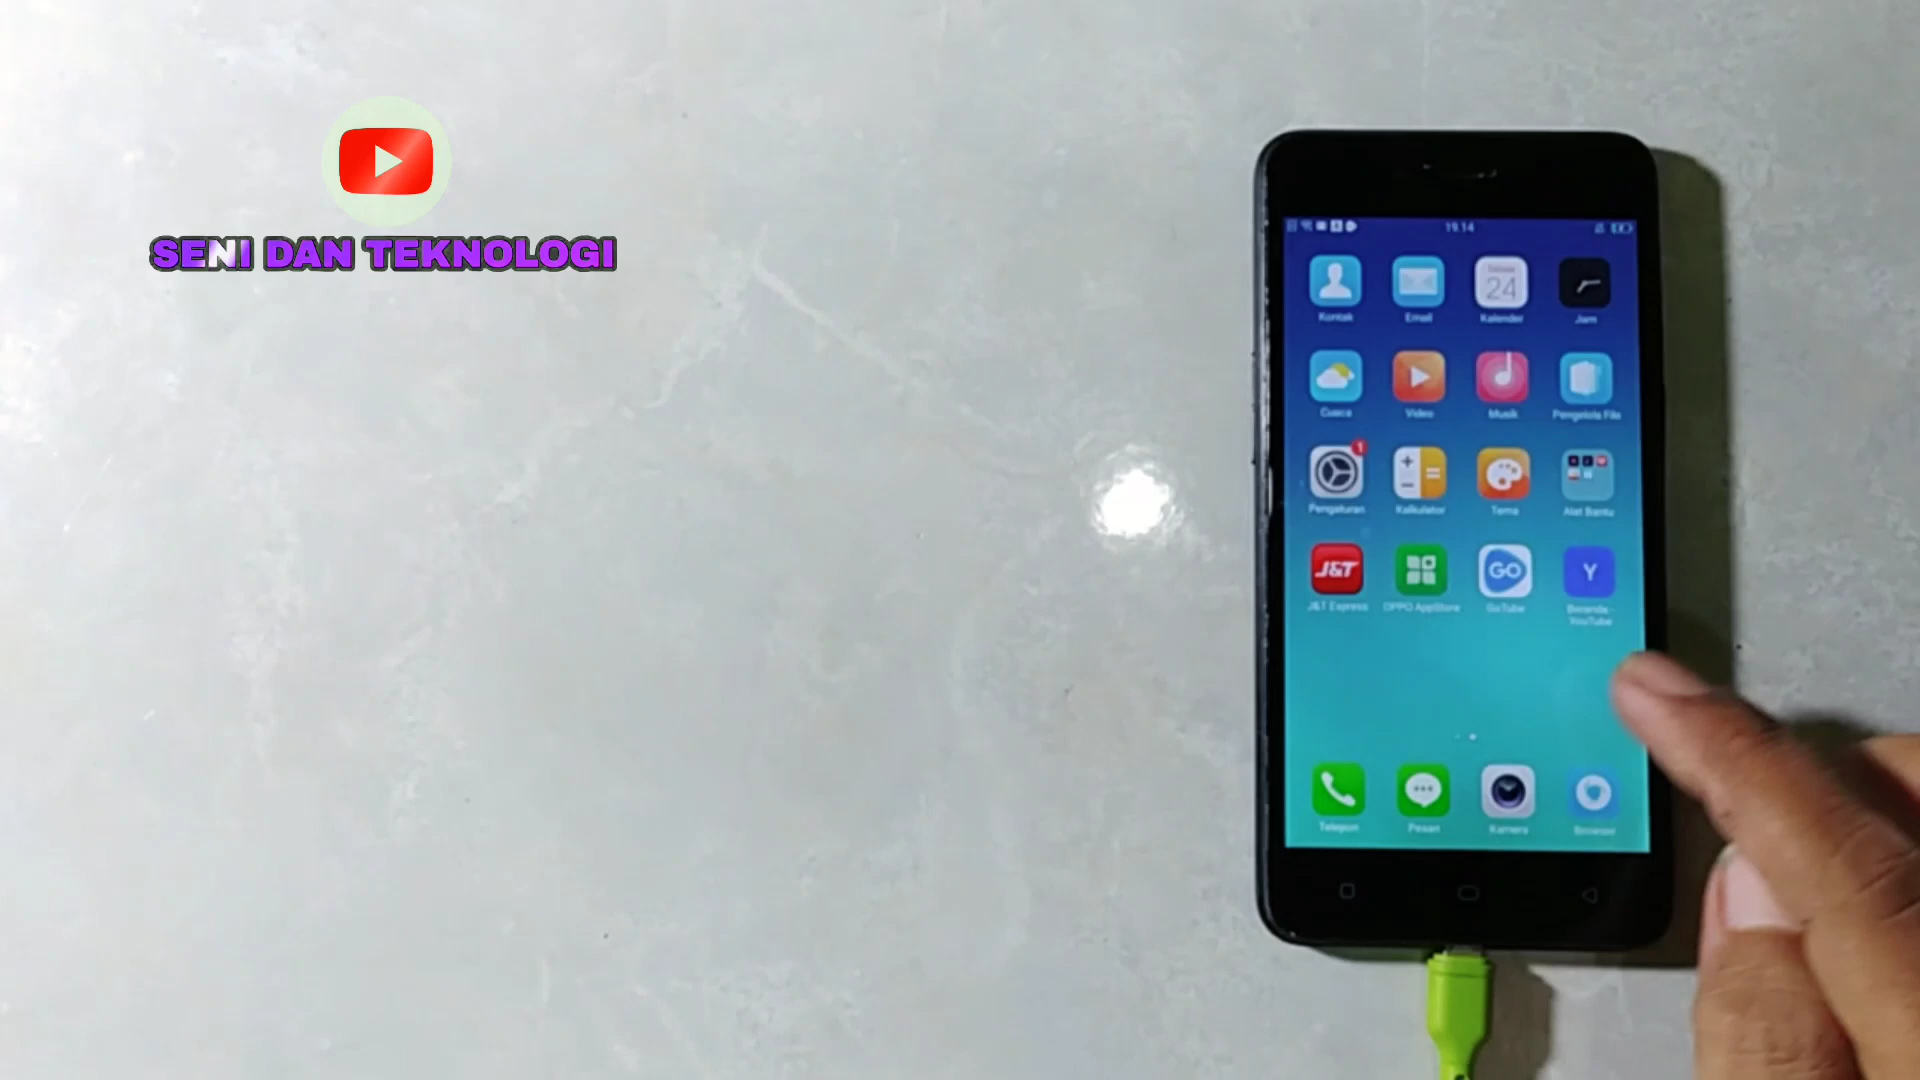 SENI DAN TEKNOLOGI
19.14
24
Kontak
Email
Kalender
Jam
Cuaca
Video
Musik
Pengelola File
1
Pengaturan
Kalkulator
Tema
Alat Bantu
J&T
GO
Y
J&T Express
OPPO AppStore
GoTube
Beranda -
YouTube
Telepon
Pesan
Kamera
Browser